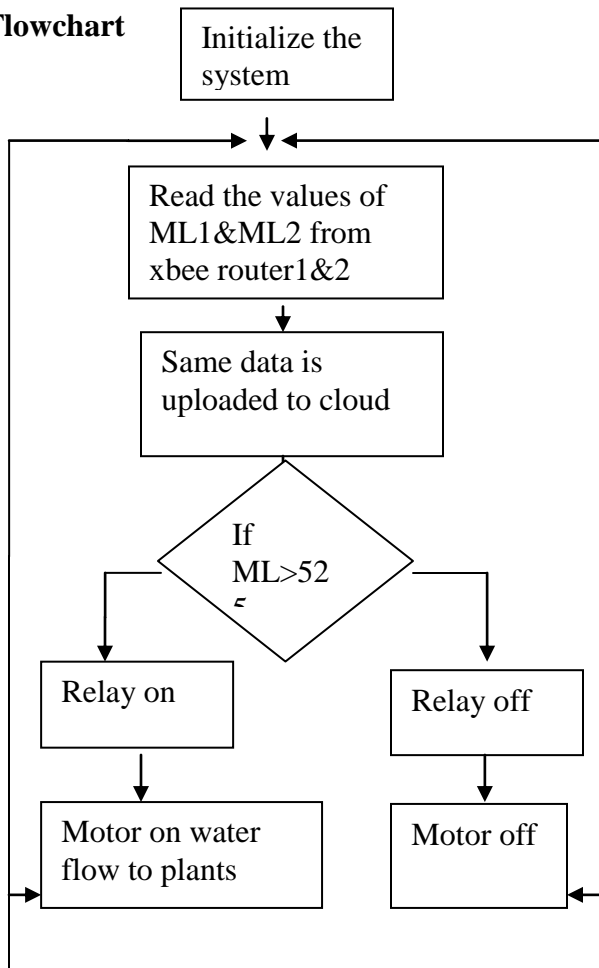 Flowchart
Initialize the
system
Read the values of
ML1&ML2 from
xbee router1&2
Same data is
uploaded to cloud
If
ML>52
5
Relay on
Relay off
Motor on water
flow to plants
Motor off